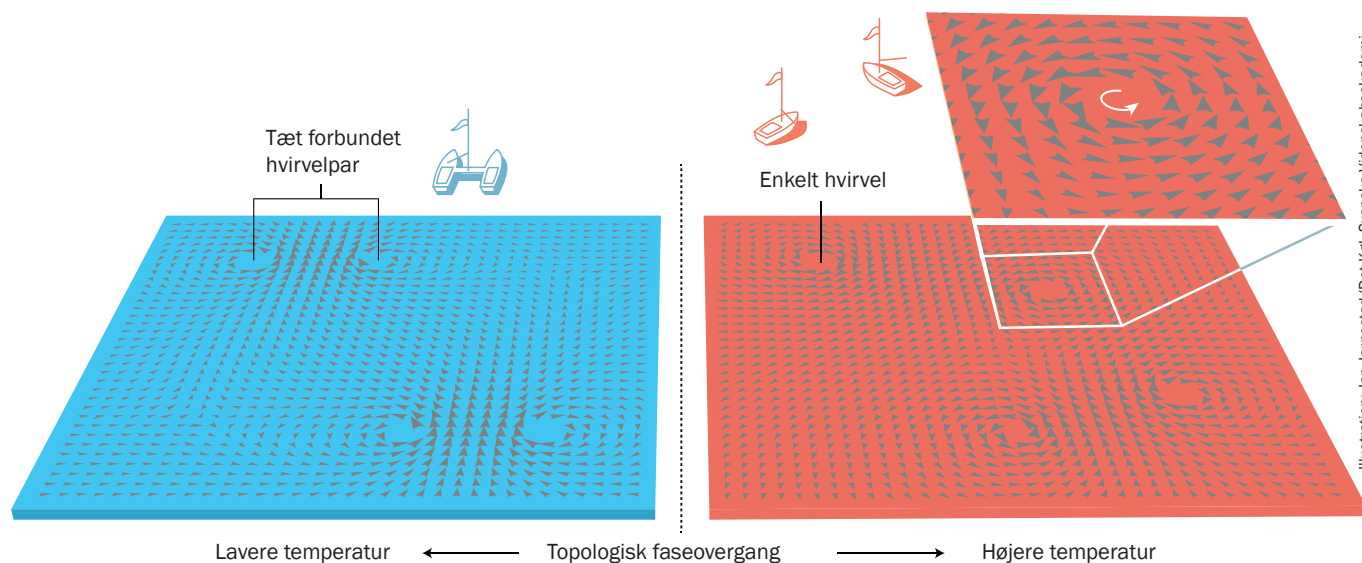 Tæt forbundet
hvirvelpar
Enkelt hvirvel
Lavere temperatur
Topologisk faseovergang
Højere temperatur